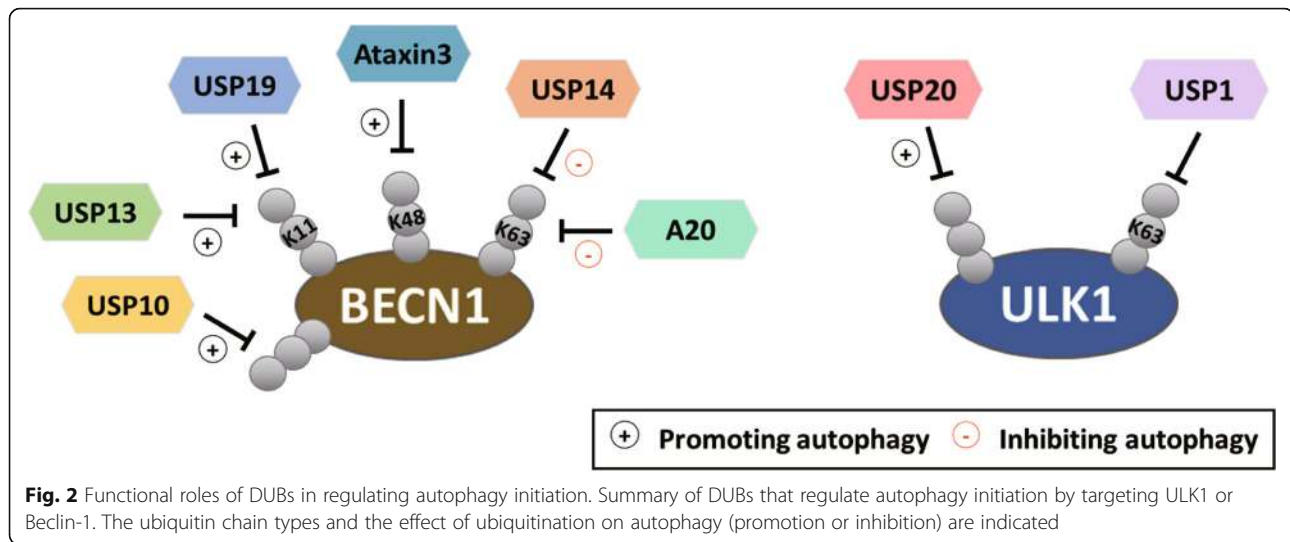 Ataxin3
USP19
USP14
USP20
USP1
+
+
-
+
USP13
+
K11
K48
K63
-
A20
K63
USP10
+
BECN1
ULK1
+ Promoting autophagy - Inhibiting autophagy
Fig. 2 Functional roles of DUBs in regulating autophagy initiation. Summary of DUBs that regulate autophagy initiation by targeting ULK1 or
Beclin-1. The ubiquitin chain types and the effect of ubiquitination on autophagy (promotion or inhibition) are indicated